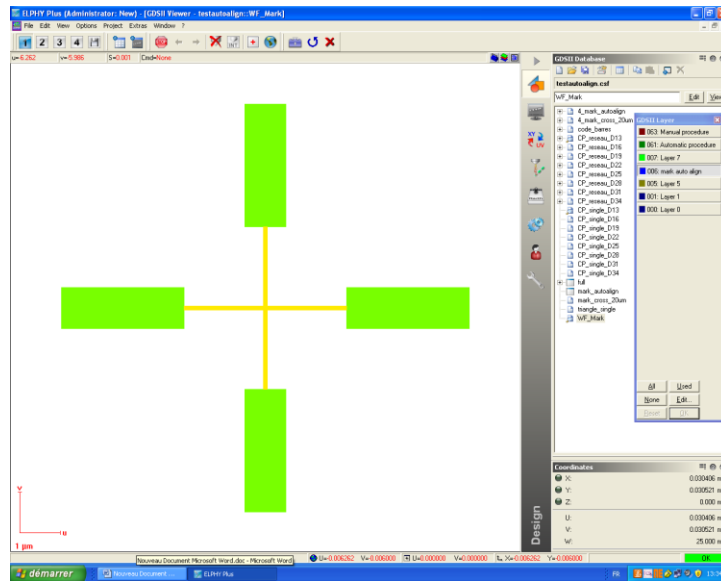 ELPHY Plus (Administrator: New) - [GDSII Viewer - testautoalign::WF_Mark]
File Edit View Options Project Extras Window ?
1 2 3 4
u=6.262 v=5.986 S=0.001 Cmd=None
GDSII Database
testautoalign.csf
WF_Mark Edit View
4_mark_autoalign
4_mark_cross_20um
code_barres
CP_reseau_D13
CP_reseau_D16
CP_reseau_D19
CP_reseau_D22
CP_reseau_D25
CP_reseau_D28
CP_reseau_D31
CP_reseau_D34
CP_single_D13
CP_single_D16
CP_single_D19
CP_single_D22
CP_single_D25
CP_single_D28
CP_single_D31
CP_single_D34
full
mark_autoalign
mark_cross_20um
triangle_single
WF_Mark
GDSII Layer
063: Manual procedure
061: Automatic procedure
007: Layer 7
006: mark auto align
005: Layer 5
001: Layer 1
000: Layer 0
All Used
None Edit...
Reset OK
XY
UV
Design
Coordinates
X: 0.030406 m
Y: 0.030521 m
Z: 0.000 m
U: 0.030406 m
V: 0.030521 m
W: 25.000 m
v
u
1 µm
Nouveau Document Microsoft Word.doc - Microsoft Word
U=-0.006262 V=-0.006000 U=0.000000 V=0.000000 X=-0.006262 Y=-0.006000 OK
démarrer Nouveau Document ... ELPHY Plus FR